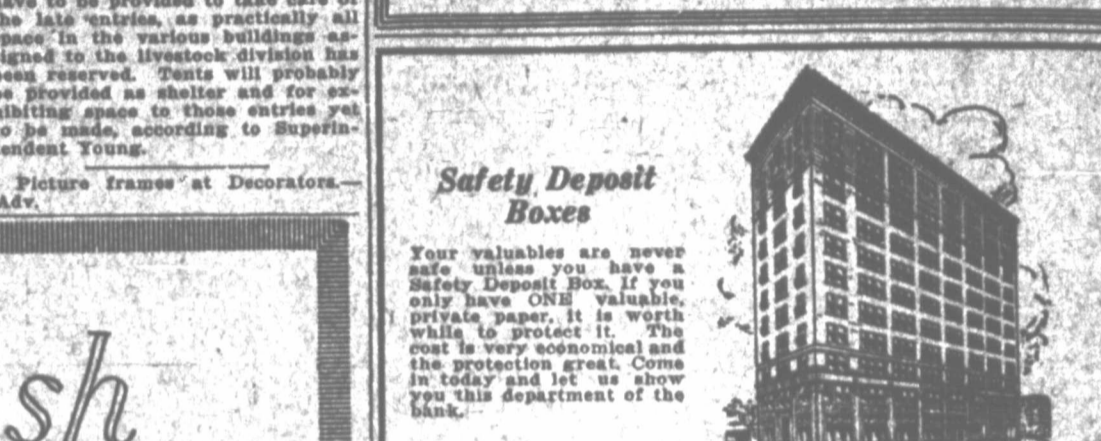 have to be provided to take care of
the late entries, as practically all
space in the various buildings as-
signed to the livestock division has
been reserved. Tents will probably
be provided as shelter and for ex-
hibiting space to those entries yet
to be made, according to Superin-
tendent Young.
Picture frames at Decorators.—
Adv.
sh
Safety Deposit
Boxes
Your valuables are never
safe unless you have a
Safety Deposit Box. If you
only have ONE valuable,
private paper, it is worth
while to protect it. The
cost is very economical and
the protection great. Come
in today and let us show
you this department of the
bank.